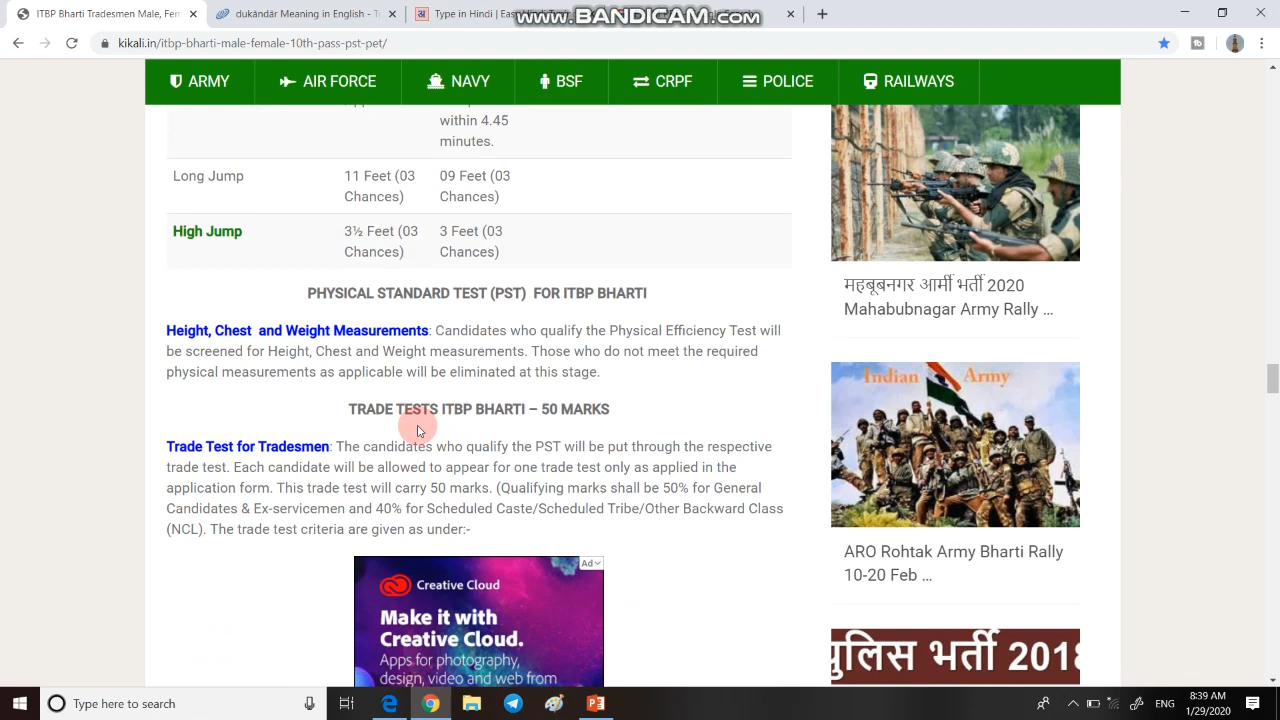 www.BANDICAM.com
ITBP Bharti Male, Female, 10th Pas
dukandar in Hindi - Google
Type in Hindi | Eas
kikali.in/itbp-bharti-male-female-10th-pass-pst-pet/
ARMY
AIR FORCE
NAVY
BSF
CRPF
POLICE
RAILWAYS
within 4.45
minutes.
Long Jump 11 Feet (03 09 Feet (03
Chances) Chances)
High Jump 3½ Feet (03 3 Feet (03
Chances) Chances)
PHYSICAL STANDARD TEST (PST) FOR ITBP BHARTI
Height, Chest and Weight Measurements: Candidates who qualify the Physical Efficiency Test will
be screened for Height, Chest and Weight measurements. Those who do not meet the required
physical measurements as applicable will be eliminated at this stage.
TRADE TESTS ITBP BHARTI – 50 MARKS
Trade Test for Tradesmen: The candidates who qualify the PST will be put through the respective
trade test. Each candidate will be allowed to appear for one trade test only as applied in the
application form. This trade test will carry 50 marks. (Qualifying marks shall be 50% for General
Candidates & Ex-servicemen and 40% for Scheduled Caste/Scheduled Tribe/Other Backward Class
(NCL). The trade test criteria are given as under:-
Ad
Creative Cloud
Make it with
Creative Cloud.
Apps for photography,
design, video and web from
महबूबनगर आर्मी भर्ती 2020
Mahabubnagar Army Rally ...
Indian Army
ARO Rohtak Army Bharti Rally
10-20 Feb ...
पुलिस भर्ती 2018
Type here to search
ENG
8:39 AM
1/29/2020